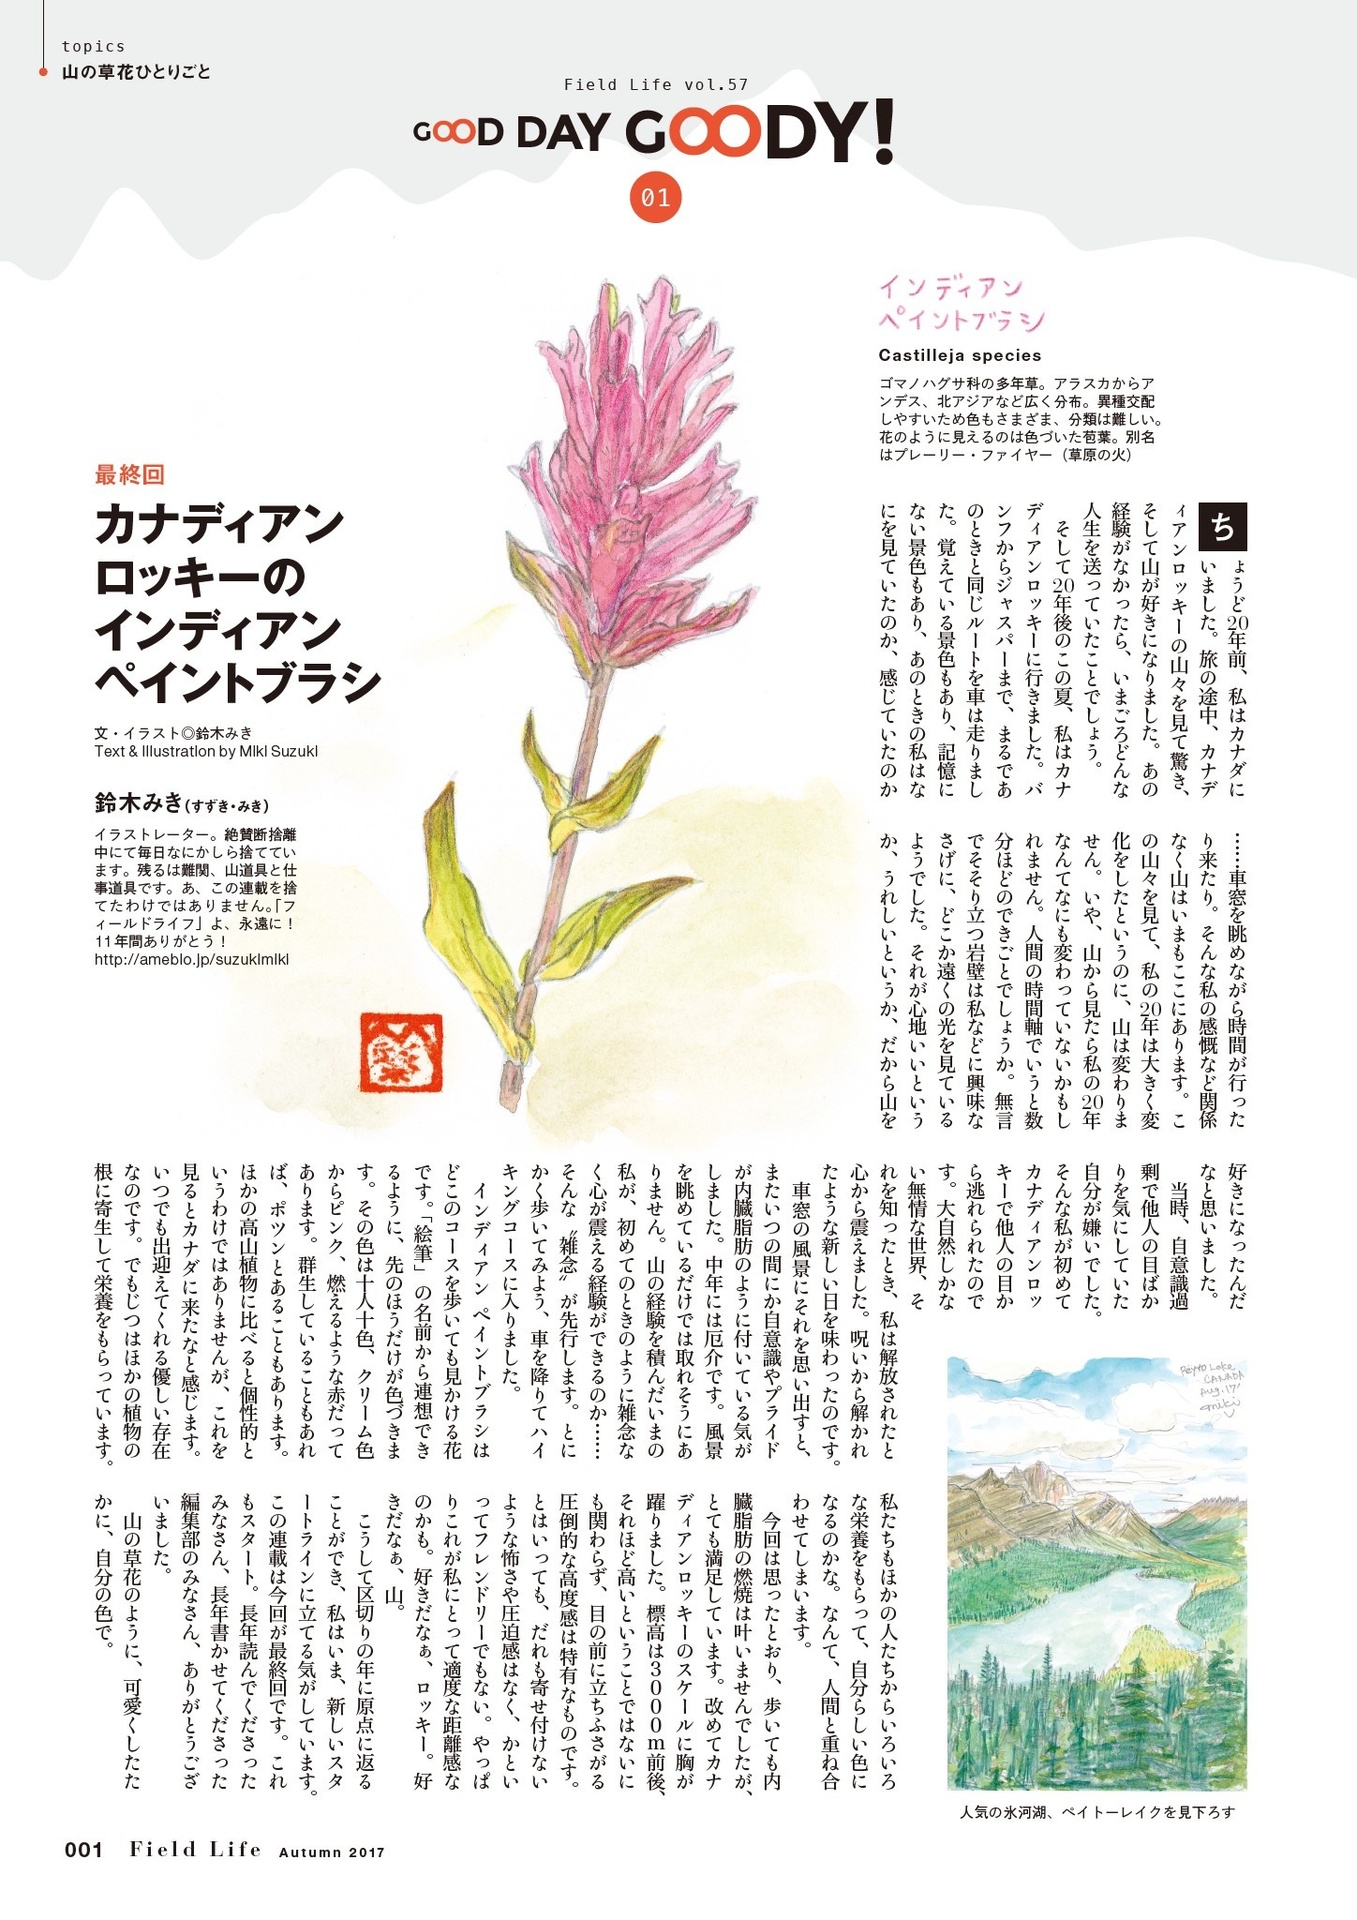 topics
山の草花ひとりごと
Field Life vol.57
GOOD DAY GOODY!
01
インディアン
ペイントブラシ
Castilleja species
ゴマノハグサ科の多年草。アラスカからア
ンデス、北アジアなど広く分布。異種交配
しやすいため色もさまざま、分類は難しい。
花のように見えるのは色づいた苞葉。別名
はプレーリー・ファイヤー（草原の火）
最終回
カナディアン
ロッキーの
インディアン
ペイントブラシ
文・イラスト◎鈴木みき
Text & Illustration by Miki Suzuki
鈴木みき(すずき・みき)
イラストレーター。絶賛断捨離
中にて毎日なにかしら捨ててい
ます。残るは難関、山道具と仕
事道具です。あ、この連載を捨
てたわけではありません。「フ
ィールドライフ」よ、永遠に！
11年間ありがとう！
http://ameblo.jp/suzukimiki
ちょうど20年前、私はカナダに
いました。旅の途中、カナデ
ィアンロッキーの山々を見て驚き、
そして山が好きになりました。あの
経験がなかったら、いまごろどんな
人生を送っていたことでしょう。
そして20年後のこの夏、私はカナ
ディアンロッキーに行きました。バ
ンフからジャスパーまで、まるであ
のときと同じルートを車は走りまし
た。覚えている景色もあり、記憶に
ない景色もあり、あのときの私はな
にを見ていたのか、感じていたのか
……車窓を眺めながら時間が行った
り来たり。そんな私の感慨など関係
なく山はいまもここにあります。こ
の山々を見て、私の20年は大きく変
化をしたというのに、山は変わりま
せん。いや、山から見たら私の20年
なんてなにも変わっていないかもし
れません。人間の時間軸でいうと数
分ほどのできごとでしょうか。無言
でそそり立つ岩壁は私などに興味な
さげに、どこか遠くの光を見ている
ようでした。それが心地いいという
か、うれしいというか、だから山を
好きになったんだ
なと思いました。
当時、自意識過
剰で他人の目ばか
りを気にしていた
自分が嫌いでした。
そんな私が初めて
カナディアンロッ
キーで他人の目か
ら逃れられたので
す。大自然しかな
い無情な世界、そ
れを知ったとき、私は解放されたと
心から震えました。呪いから解かれ
たような新しい日を味わったのです。
車窓の風景にそれを思い出すと、
またいつの間にか自意識やプライド
が内臓脂肪のように付いている気が
しました。中年には厄介です。風景
を眺めているだけでは取れそうにあ
りません。山の経験を積んだいまの
私が、初めてのときのように雑念な
く心が震える経験ができるのか……
そんな〝雑念〟が先行します。とに
かく歩いてみよう、車を降りてハイ
キングコースに入りました。
インディアン ペイントブラシは
どこのコースを歩いても見かける花
です。「絵筆」の名前から連想でき
るように、先のほうだけが色づきま
す。その色は十人十色、クリーム色
からピンク、燃えるような赤だって
あります。群生していることもあれ
ば、ポツンとあることもあります。
ほかの高山植物に比べると個性的と
いうわけではありませんが、これを
見るとカナダに来たなと感じます。
いつでも出迎えてくれる優しい存在
なのです。でもじつはほかの植物の
根に寄生して栄養をもらっています。
私たちもほかの人たちからいろいろ
な栄養をもらって、自分らしい色に
なるのかな。なんて、人間と重ね合
わせてしまいます。
今回は思ったとおり、歩いても内
臓脂肪の燃焼は叶いませんでしたが、
とても満足しています。改めてカナ
ディアンロッキーのスケールに胸が
躍りました。標高は3000m前後、
それほど高いということではないに
も関わらず、目の前に立ちふさがる
圧倒的な高度感は特有なものです。
とはいっても、だれも寄せ付けない
ような怖さや圧迫感はなく、かとい
ってフレンドリーでもない。やっぱ
りこれが私にとって適度な距離感な
のかも。好きだなぁ、ロッキー。好
きだなぁ、山。
こうして区切りの年に原点に返る
ことができ、私はいま、新しいスタ
ートラインに立てる気がしています。
この連載は今回が最終回です。これ
もスタート。長年読んでくださった
みなさん、長年書かせてくださった
編集部のみなさん、ありがとうござ
いました。
山の草花のように、可愛くしたた
かに、自分の色で。
Peyto Lake
CANADA
Aug.17'
miki
人気の氷河湖、ペイトーレイクを見下ろす
001 Field Life Autumn 2017